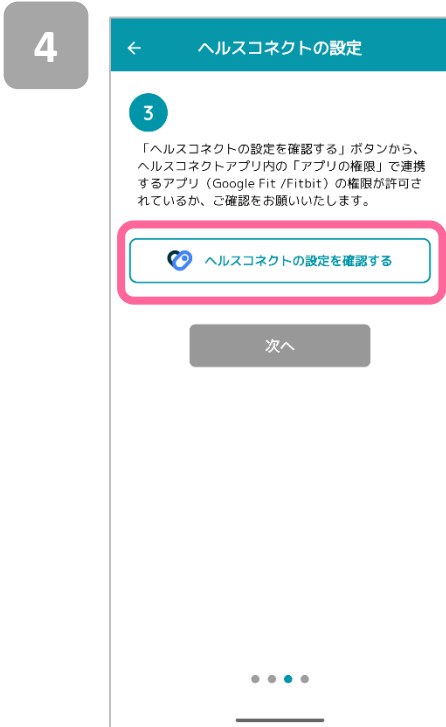 4
ヘルスコネクトの設定
3
「ヘルスコネクトの設定を確認する」ボタンから、
ヘルスコネクトアプリ内の「アプリの権限」で連携
するアプリ（Google Fit /Fitbit）の権限が許可さ
れているか、ご確認をお願いいたします。
ヘルスコネクトの設定を確認する
次へ